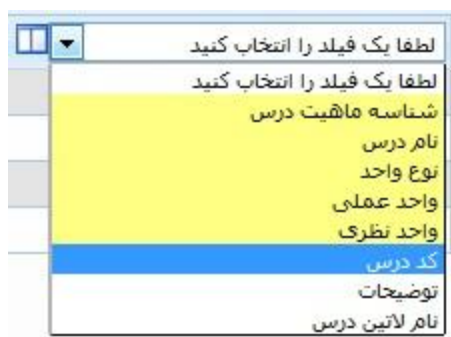 لطفا یک فیلد را انتخاب کنید
لطفا یک فیلد را انتخاب کنید
شناسه ماهیت درس
نام درس
نوع واحد
واحد عملی
واحد نظری
کد درس
توضیحات
نام لاتین درس